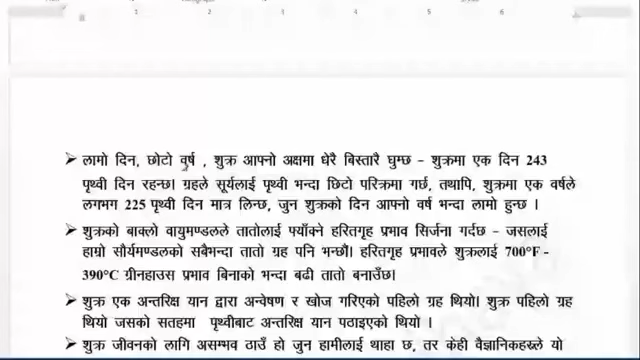 1 2 3 4 5 6
लामो दिन, छोटो वर्ष , शुक्र आफ्नो अक्षमा धेरै बिस्तारै घुम्छ – शुक्रमा एक दिन 243
पृथ्वी दिन रहन्छ। ग्रहले सूर्यलाई पृथ्वी भन्दा छिटो परिक्रमा गर्छ, तथापि, शुक्रमा एक वर्षले
लगभग 225 पृथ्वी दिन मात्र लिन्छ, जुन शुक्रको दिन आफ्नो वर्ष भन्दा लामो हुन्छ ।
शुक्रको बाक्लो वायुमण्डलले तातोलाई फ्याँक्ने हरितगृह प्रभाव सिर्जना गर्दछ – जसलाई
हाम्रो सौर्यमण्डलको सबैभन्दा तातो ग्रह पनि भन्छौं। हरितगृह प्रभावले शुक्रलाई 700°F –
390°C ग्रीनहाउस प्रभाव बिनाको भन्दा बढी तातो बनाउँछ।
शुक्र एक अन्तरिक्ष यान द्वारा अन्वेषण र खोज गरिएको पहिलो ग्रह थियो। शुक्र पहिलो ग्रह
थियो जसको सतहमा पृथ्वीबाट अन्तरिक्ष यान पठाइएको थियो ।
शुक्र जीवनको लागि असम्भव ठाउँ हो जुन हामीलाई थाहा छ, तर केही वैज्ञानिकहरूले यो